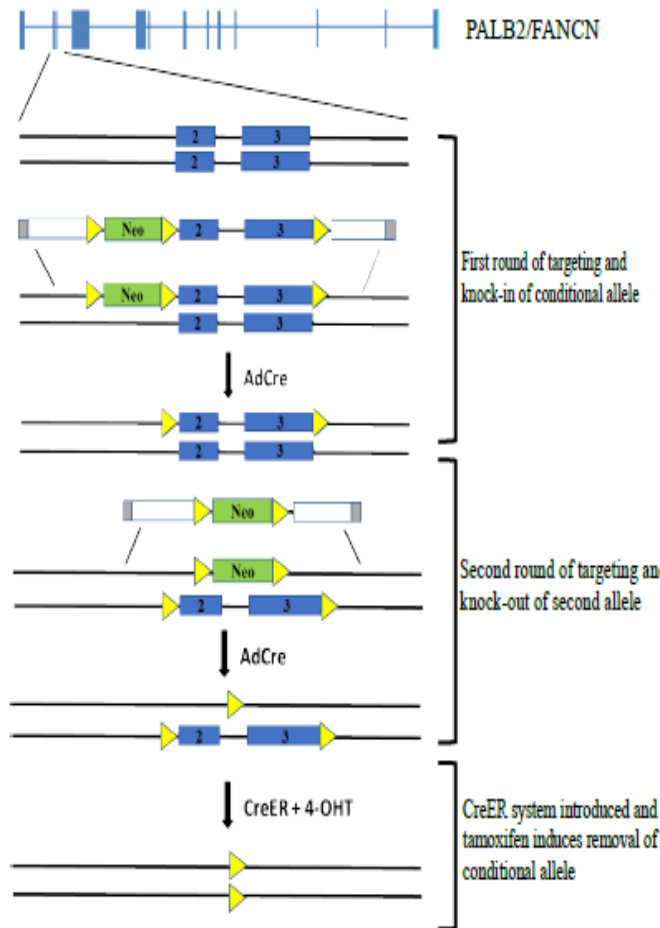 PALB2/FANCN
2 3
2 3
Neo 2 3
Neo 2 3
2 3
First round of targeting and
knock-in of conditional allele
AdCre
2 3
2 3
Neo
Neo
2 3
Second round of targeting an
knock-out of second allele
AdCre
2 3
CreER + 4-OHT
CreER system introduced and
tamoxifen induces removal of
conditional allele